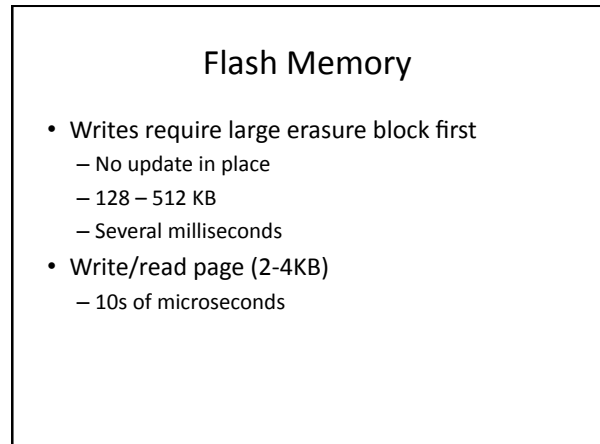 Flash Memory
• Writes require large erasure block first
– No update in place
– 128 – 512 KB
– Several milliseconds
• Write/read page (2-4KB)
– 10s of microseconds